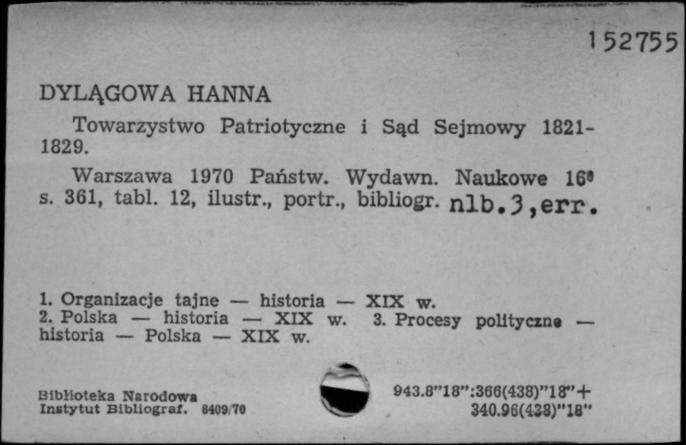 152755
DYLĄGOWA HANNA
Towarzystwo Patriotyczne i Sąd Sejmowy 1821-
1829.
Warszawa 1970 Państw. Wydawn. Naukowe 16⁰
s. 361, tabl. 12, ilustr., portr., bibliogr. nlb.3,err.
1. Organizacje tajne — historia — XIX w.
2. Polska — historia — XIX w. 3. Procesy polityczne —
historia — Polska — XIX w.
Biblioteka Narodowa
Instytut Bibliograf. 8409/70
943.8"18":366(438)"18"+
340.96(438)"18"